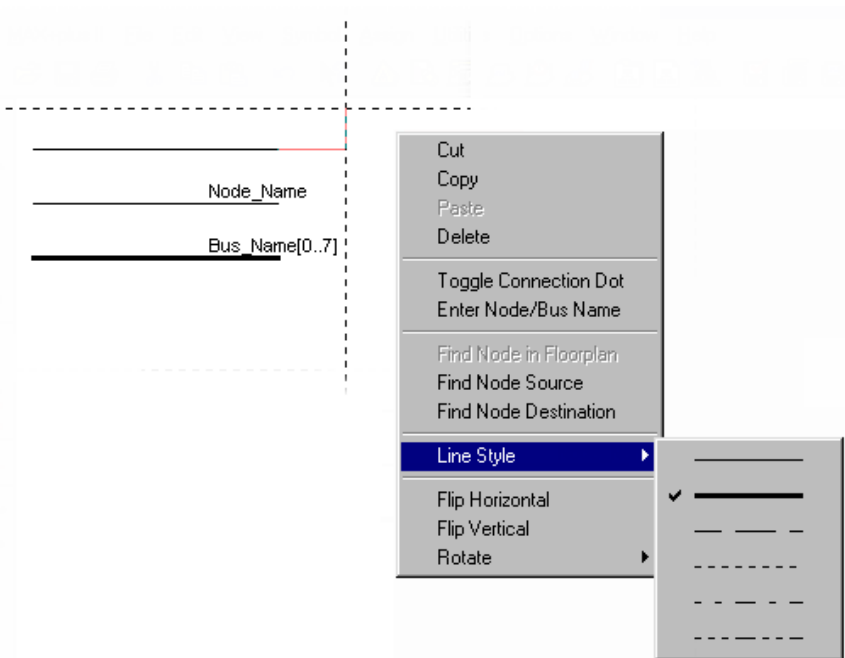 Node_Name
Bus_Name[0..7]
Cut
Copy
Paste
Delete
Toggle Connection Dot
Enter Node/Bus Name
Find Node in Floorplan
Find Node Source
Find Node Destination
Line Style
Flip Horizontal
Flip Vertical
Rotate